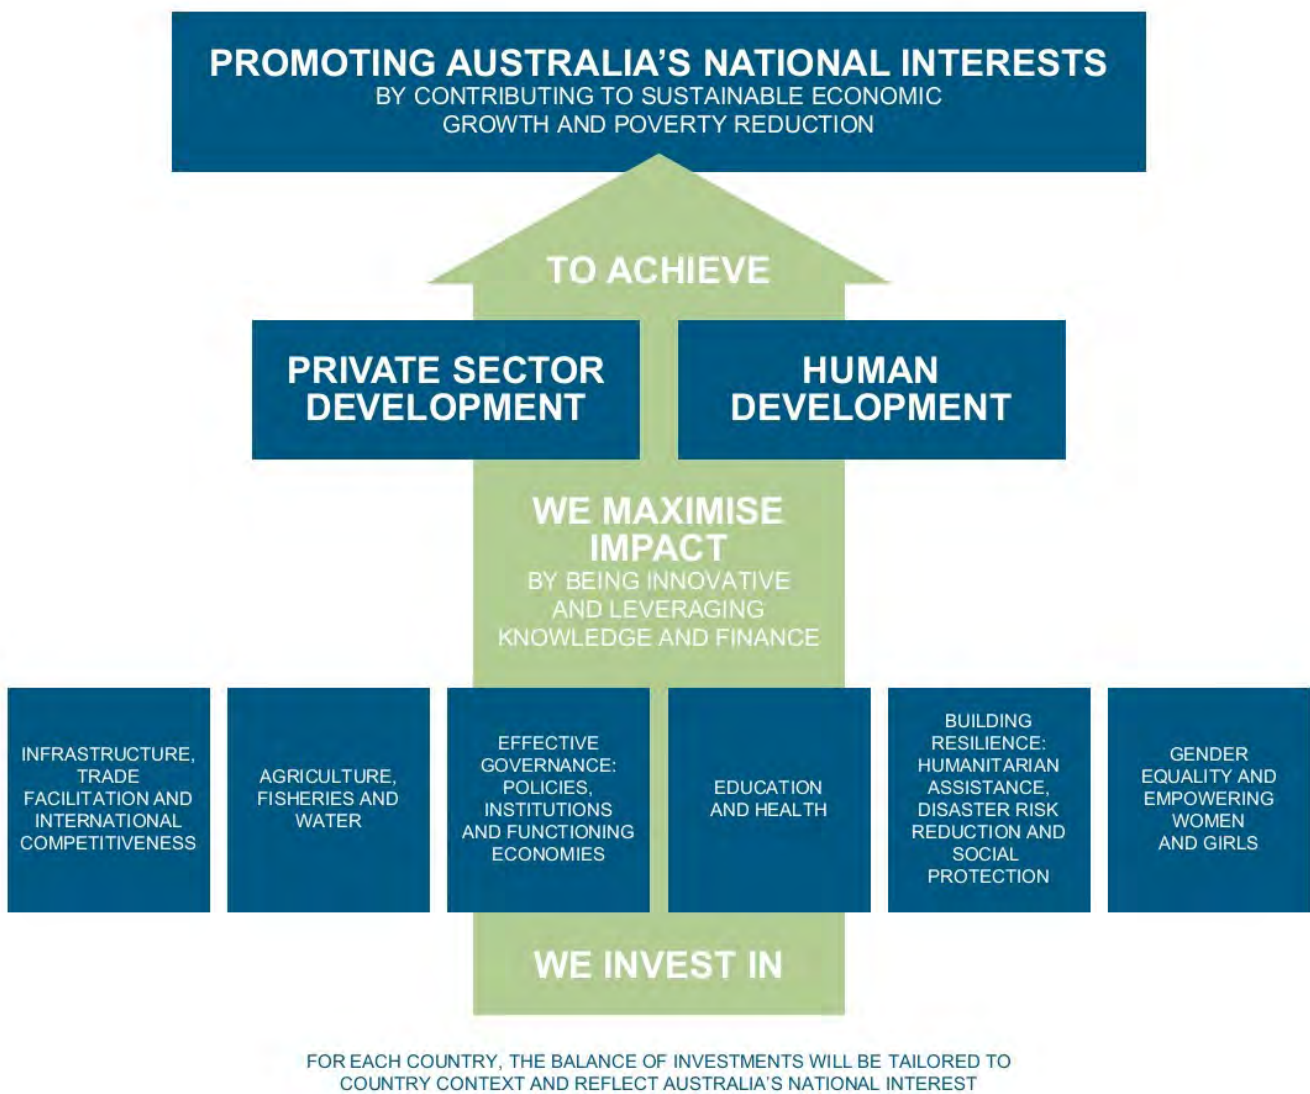 PROMOTING AUSTRALIA'S NATIONAL INTERESTS
BY CONTRIBUTING TO SUSTAINABLE ECONOMIC
GROWTH AND POVERTY REDUCTION
TO ACHIEVE
PRIVATE SECTOR
DEVELOPMENT
HUMAN
DEVELOPMENT
WE MAXIMISE
IMPACT
BY BEING INNOVATIVE
AND LEVERAGING
KNOWLEDGE AND FINANCE
INFRASTRUCTURE,
TRADE
FACILITATION AND
INTERNATIONAL
COMPETITIVENESS
AGRICULTURE,
FISHERIES AND
WATER
EFFECTIVE
GOVERNANCE:
POLICIES,
INSTITUTIONS
AND FUNCTIONING
ECONOMIES
EDUCATION
AND HEALTH
BUILDING
RESILIENCE:
HUMANITARIAN
ASSISTANCE,
DISASTER RISK
REDUCTION AND
SOCIAL
PROTECTION
GENDER
EQUALITY AND
EMPOWERING
WOMEN
AND GIRLS
WE INVEST IN
FOR EACH COUNTRY, THE BALANCE OF INVESTMENTS WILL BE TAILORED TO
COUNTRY CONTEXT AND REFLECT AUSTRALIA'S NATIONAL INTEREST